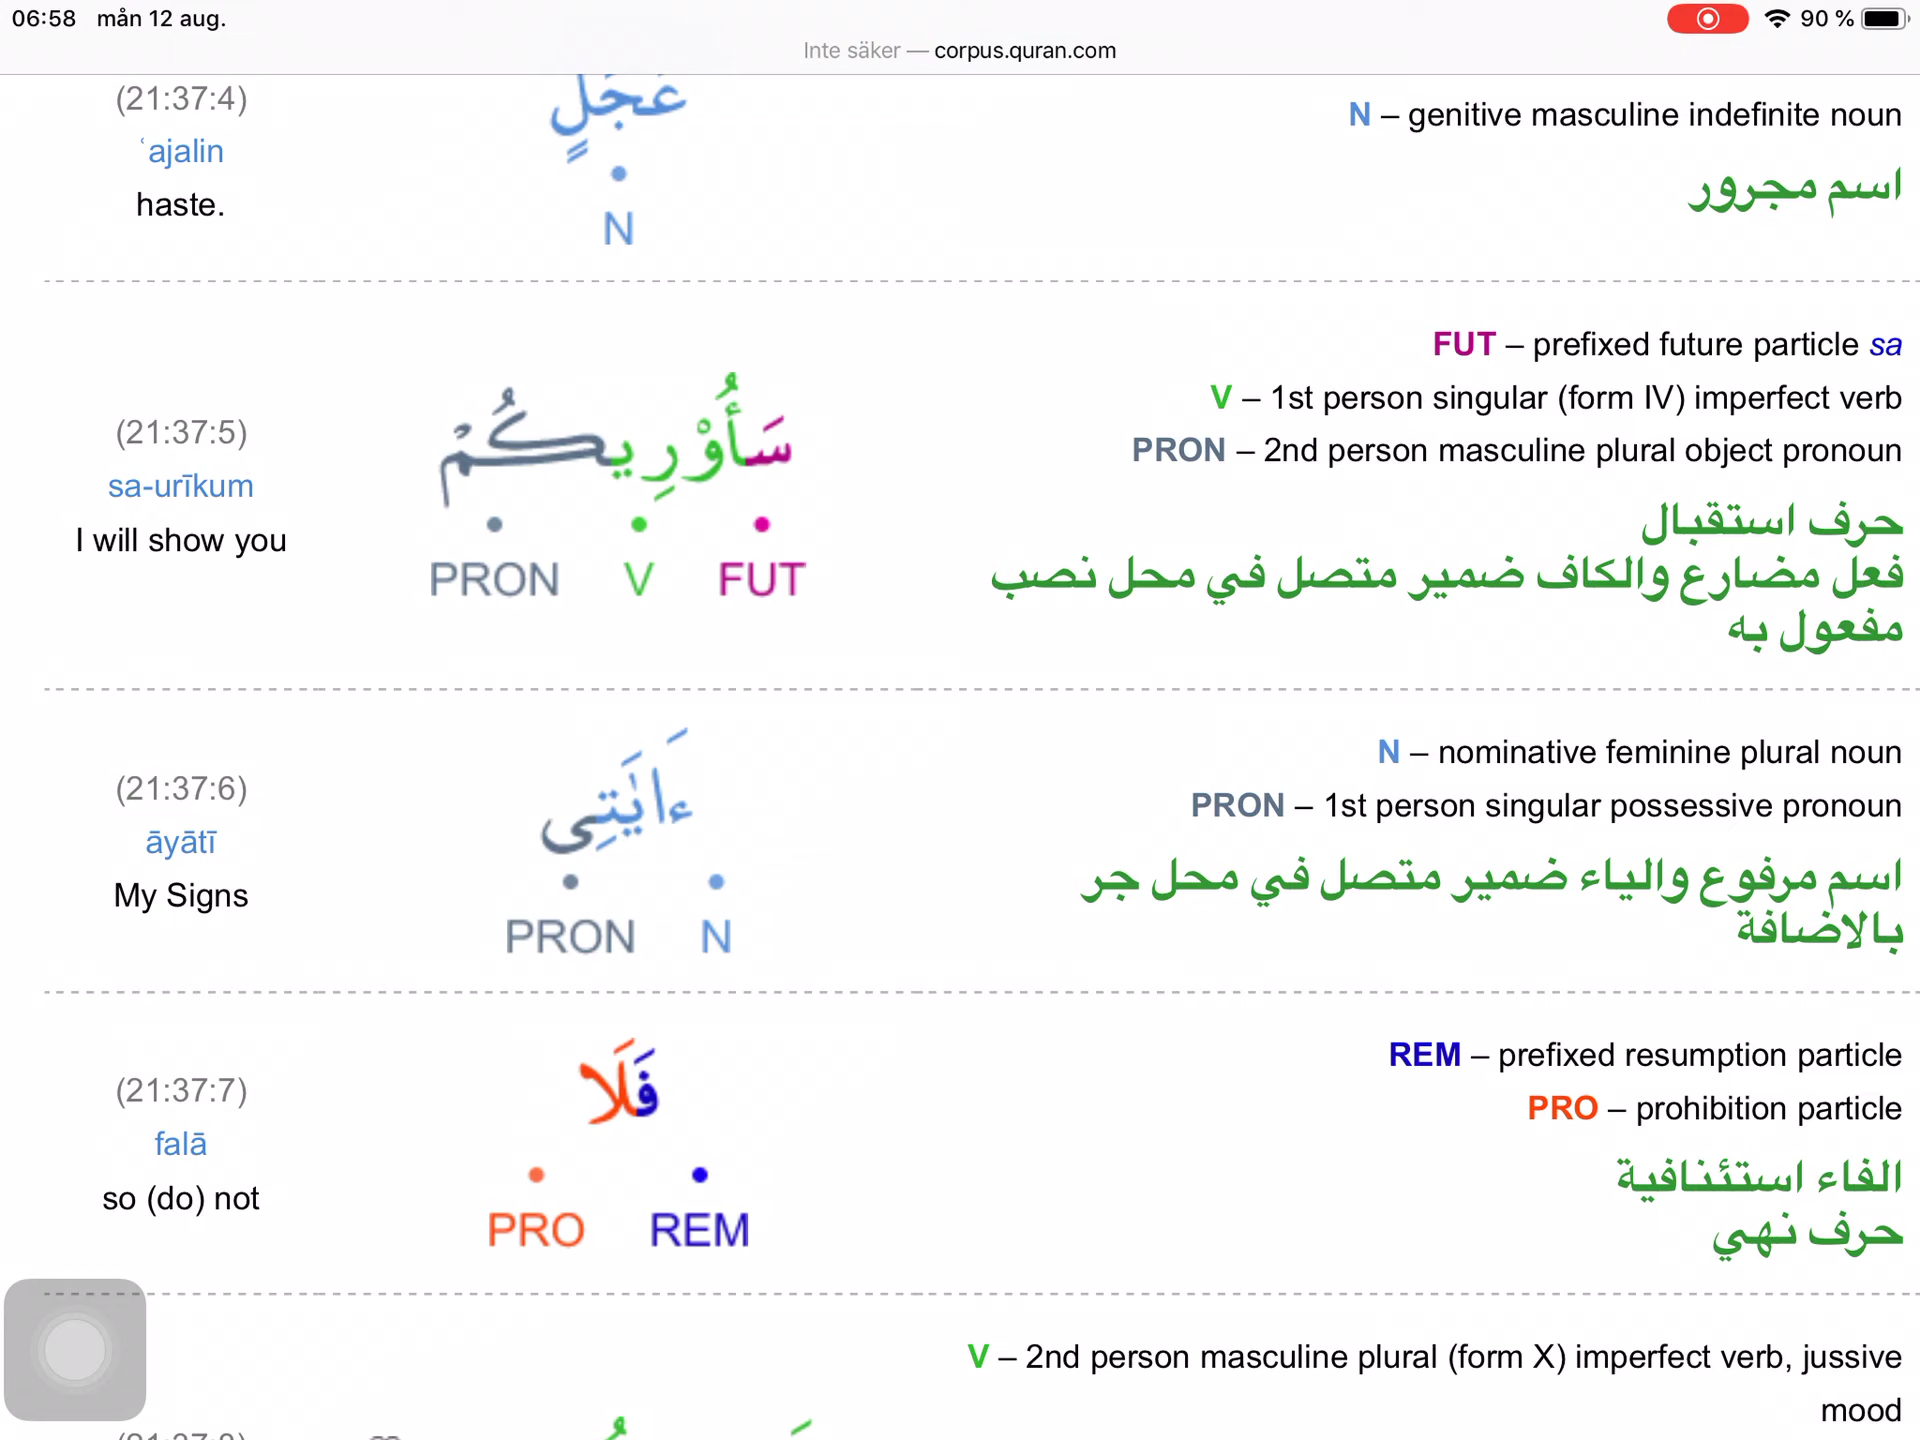 06:58 mån 12 aug. 90 %
Inte säker — corpus.quran.com
(21:37:4)
ʿajalin
haste.
عَجَلٍ
N
N – genitive masculine indefinite noun
اسم مجرور
(21:37:5)
sa-urīkum
I will show you
سَأُو۟رِيكُمْ
PRON V FUT
FUT – prefixed future particle sa
V – 1st person singular (form IV) imperfect verb
PRON – 2nd person masculine plural object pronoun
حرف استقبال
فعل مضارع والكاف ضمير متصل في محل نصب
مفعول به
(21:37:6)
āyātī
My Signs
ءَايَٰتِى
PRON N
N – nominative feminine plural noun
PRON – 1st person singular possessive pronoun
اسم مرفوع والياء ضمير متصل في محل جر
بالاضافة
(21:37:7)
falā
so (do) not
فَلَا
PRO REM
REM – prefixed resumption particle
PRO – prohibition particle
الفاء استئنافية
حرف نهي
V – 2nd person masculine plural (form X) imperfect verb, jussive
mood